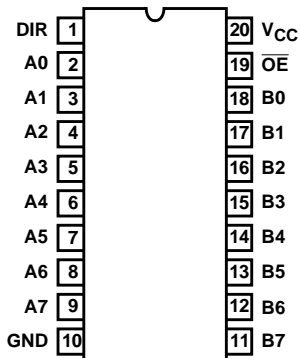 DIR 1 20 VCC
A0 2 19 OE
A1 3 18 B0
A2 4 17 B1
A3 5 16 B2
A4 6 15 B3
A5 7 14 B4
A6 8 13 B5
A7 9 12 B6
GND 10 11 B7